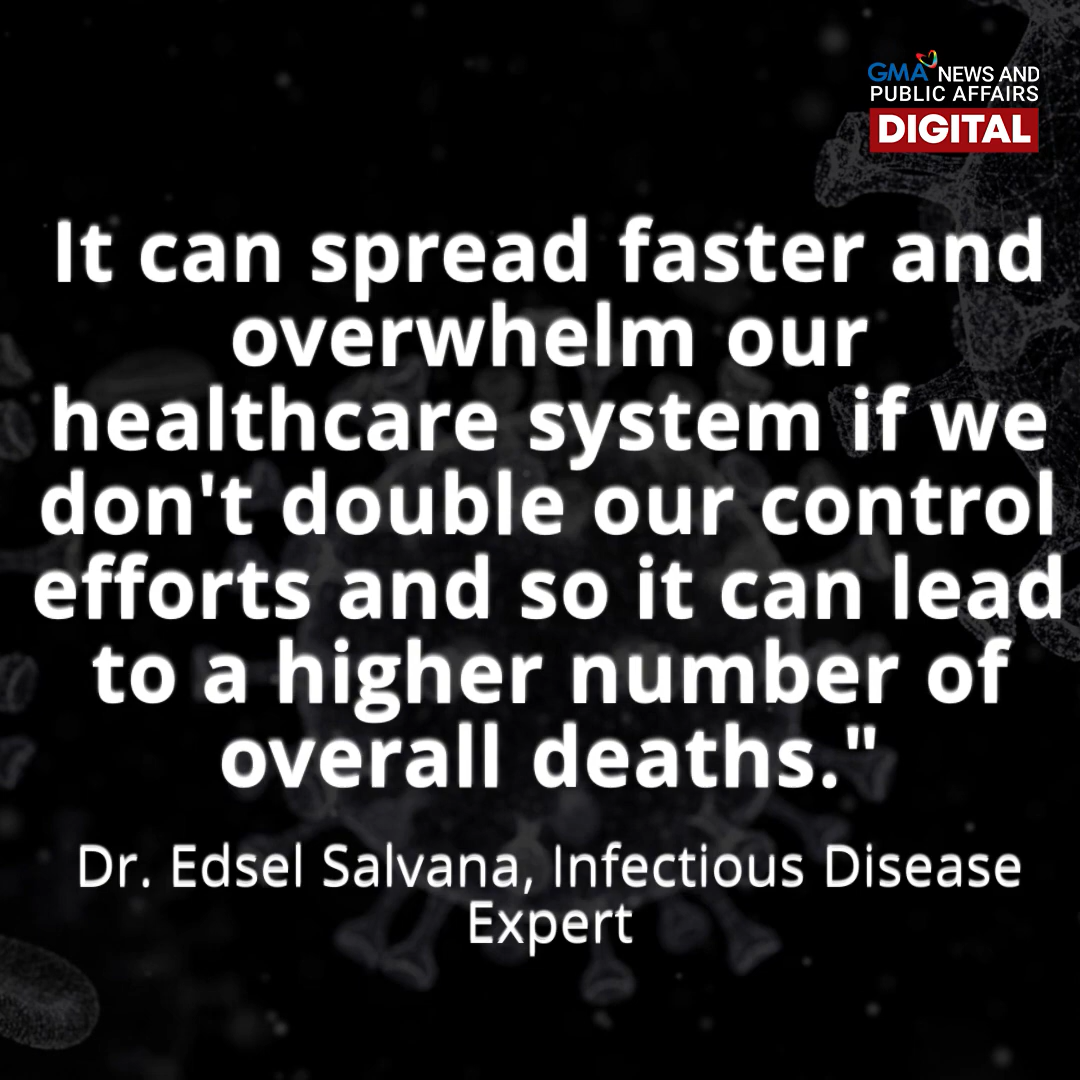 GMA NEWS AND
PUBLIC AFFAIRS
DIGITAL
It can spread faster and
overwhelm our
healthcare system if we
don't double our control
efforts and so it can lead
to a higher number of
overall deaths."
Dr. Edsel Salvana, Infectious Disease
Expert